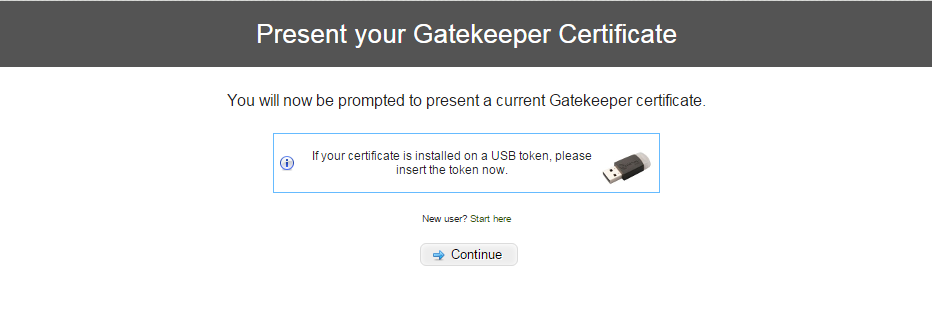 Present your Gatekeeper Certificate
You will now be prompted to present a current Gatekeeper certificate.
If your certificate is installed on a USB token, please
insert the token now.
New user? Start here
Continue